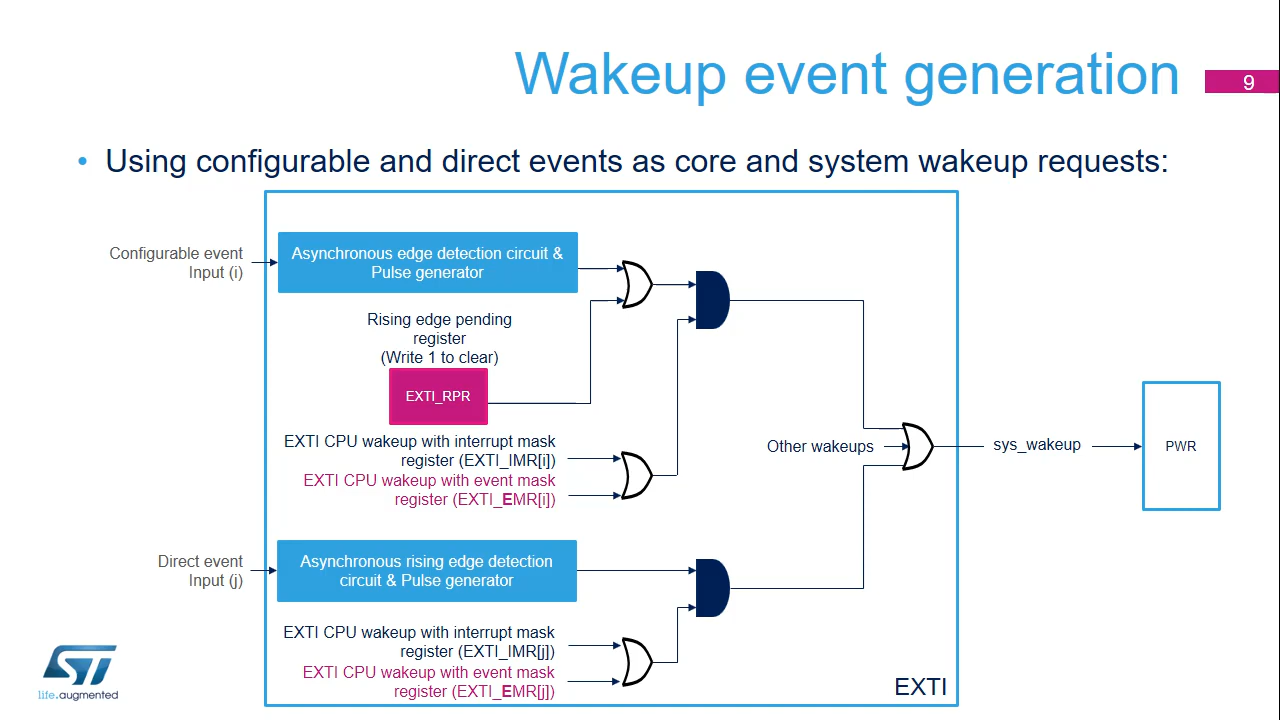 Wakeup event generation
9
• Using configurable and direct events as core and system wakeup requests:
Configurable event
Input (i)
Asynchronous edge detection circuit &
Pulse generator
Rising edge pending
register
(Write 1 to clear)
EXTI_RPR
EXTI CPU wakeup with interrupt mask
register (EXTI_IMR[i])
EXTI CPU wakeup with event mask
register (EXTI_EMR[i])
Other wakeups
sys_wakeup
PWR
Direct event
Input (j)
Asynchronous rising edge detection
circuit & Pulse generator
EXTI CPU wakeup with interrupt mask
register (EXTI_IMR[j])
EXTI CPU wakeup with event mask
register (EXTI_EMR[j])
EXTI
ST
life.augmented